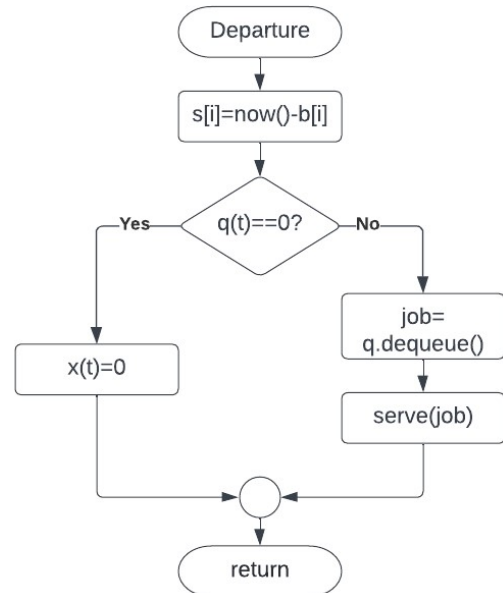 Departure
s[i]=now()-b[i]
q(t)==0?
Yes
No
job=
q.dequeue()
x(t)=0
serve(job)
return